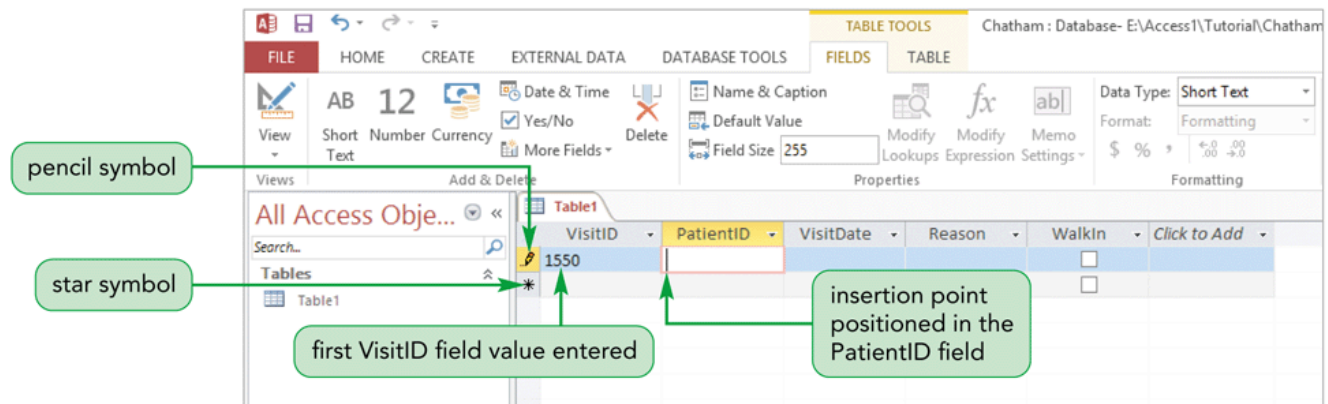 TABLE TOOLS Chatham : Database- E:\Access1\Tutorial\Chatham
FILE HOME CREATE EXTERNAL DATA DATABASE TOOLS FIELDS TABLE
AB 12 Date & Time Name & Caption fx ab| Data Type: Short Text
View Short Text Number Currency Yes/No Delete Default Value Modify Lookups Modify Expression Memo Settings Format: Formatting
More Fields Field Size 255 $ % , .00 .00
Views Add & Delete Properties Formatting
pencil symbol
All Access Obje... « Table1
VisitID PatientID VisitDate Reason WalkIn Click to Add
Search...
1550
Tables
*
star symbol
Table1
insertion point
positioned in the
PatientID field
first VisitID field value entered